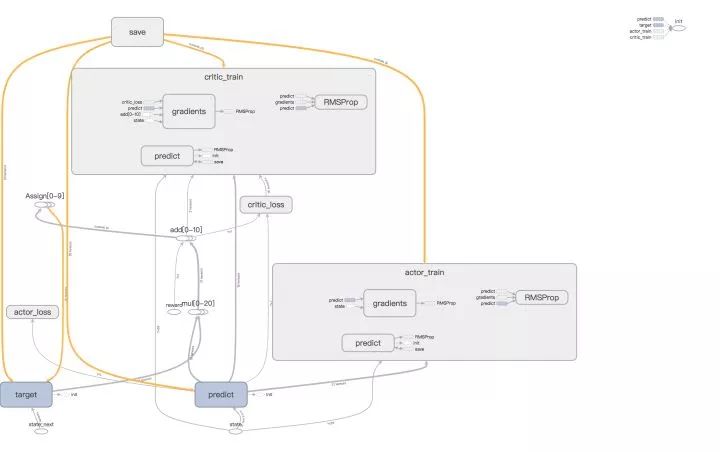 save
predict
target
actor_train
critic_train
init
critic_train
critic_loss
predict
add[0-10]
state
gradients
RMSProp
predict
gradients
predict
RMSProp
predict
RMSProp
init
save
Assign[0-9]
critic_loss
add[0-10]
actor_train
predict
state
gradients
RMSProp
predict
gradients
predict
RMSProp
reward
mul[0-20]
actor_loss
predict
RMSProp
init
save
target
init
predict
init
state_next
state